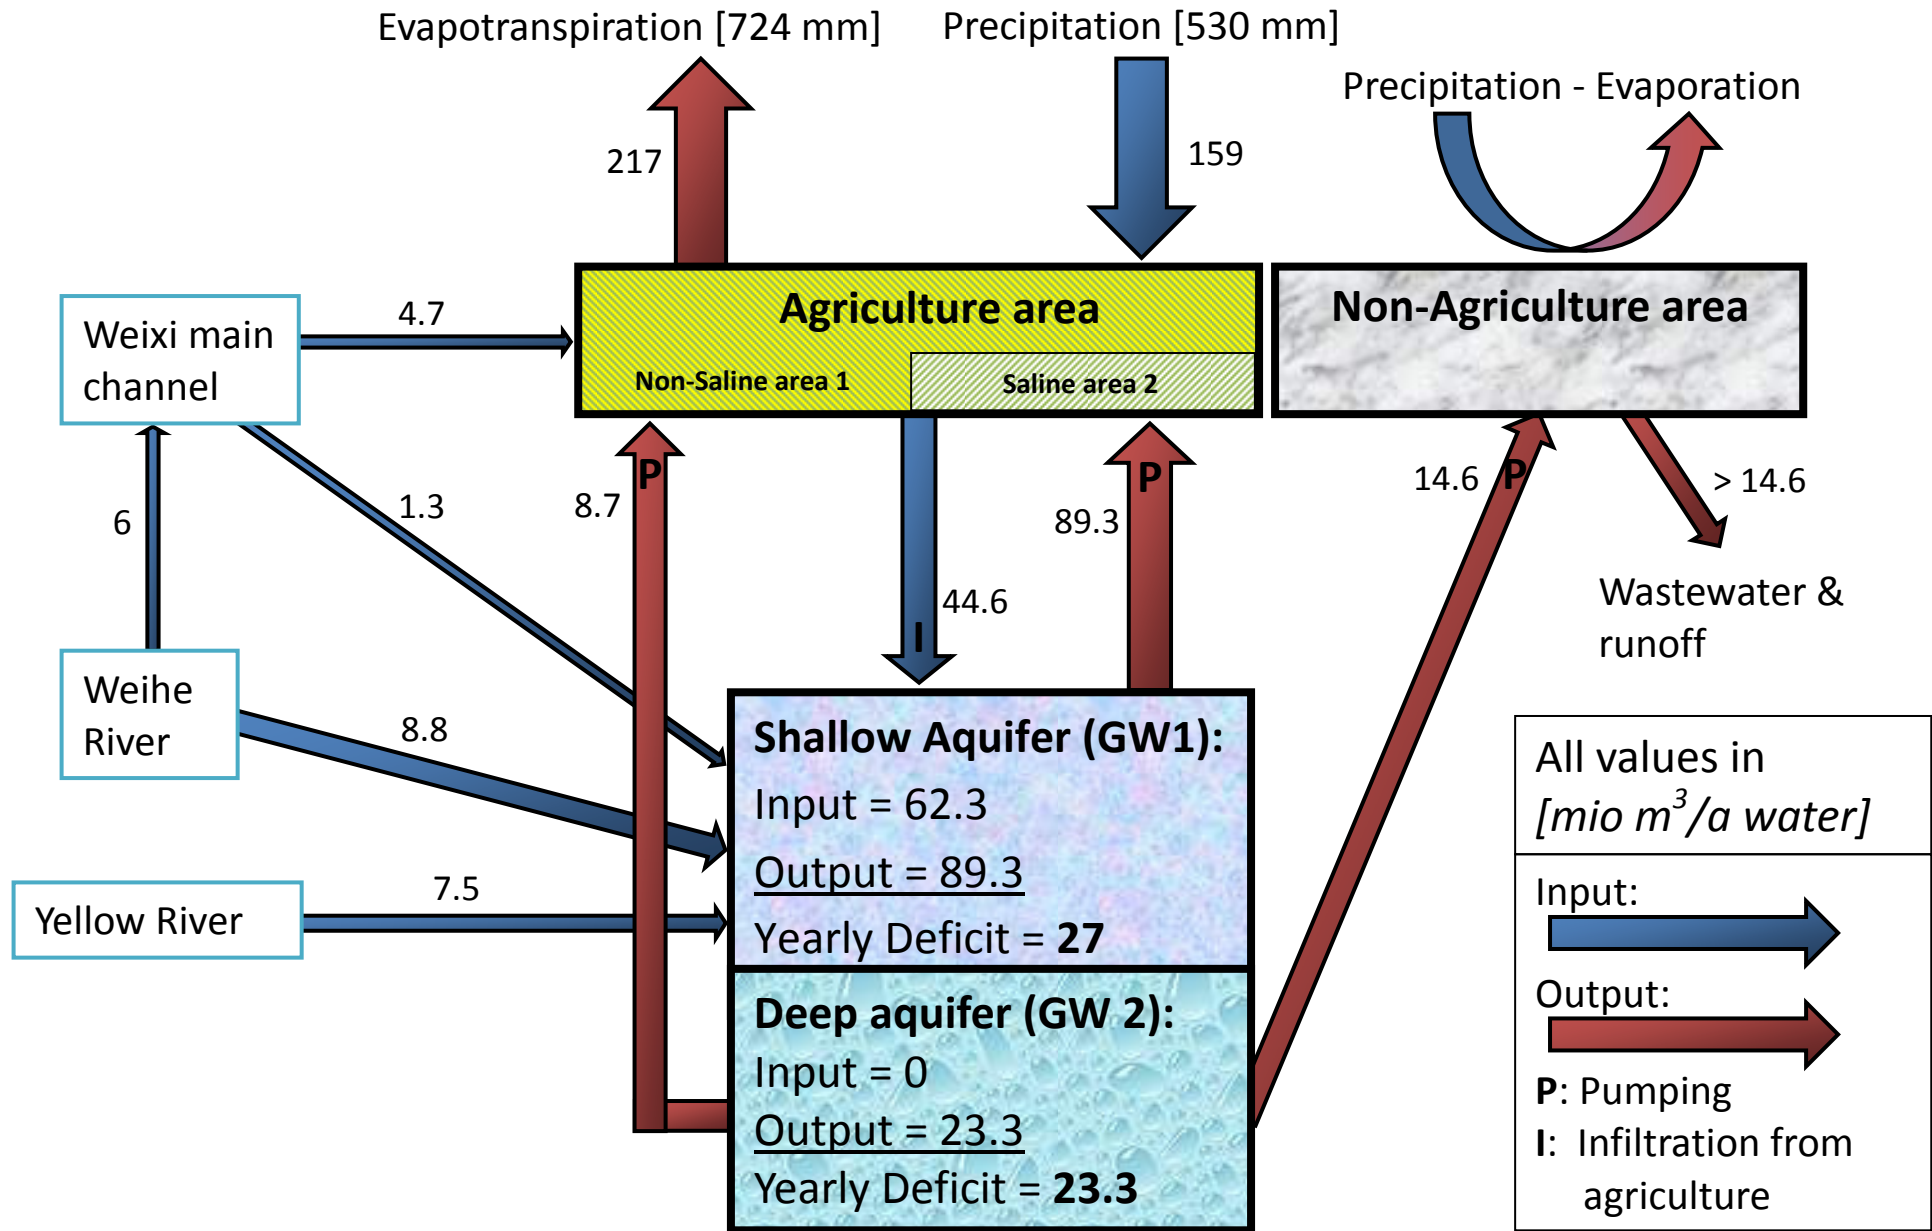 Evapotranspiration [724 mm]
Precipitation [530 mm]
Precipitation - Evaporation
217
159
Agriculture area
Non-Saline area 1
Saline area 2
Non-Agriculture area
Weixi main
channel
4.7
6
1.3
8.7
P
44.6
I
89.3
P
14.6
P
> 14.6
Wastewater &
runoff
Weihe
River
8.8
Yellow River
7.5
Shallow Aquifer (GW1):
Input = 62.3
Output = 89.3
Yearly Deficit = 27
Deep aquifer (GW 2):
Input = 0
Output = 23.3
Yearly Deficit = 23.3
All values in
[mio m³/a water]
Input:
Output:
P: Pumping
I: Infiltration from
agriculture